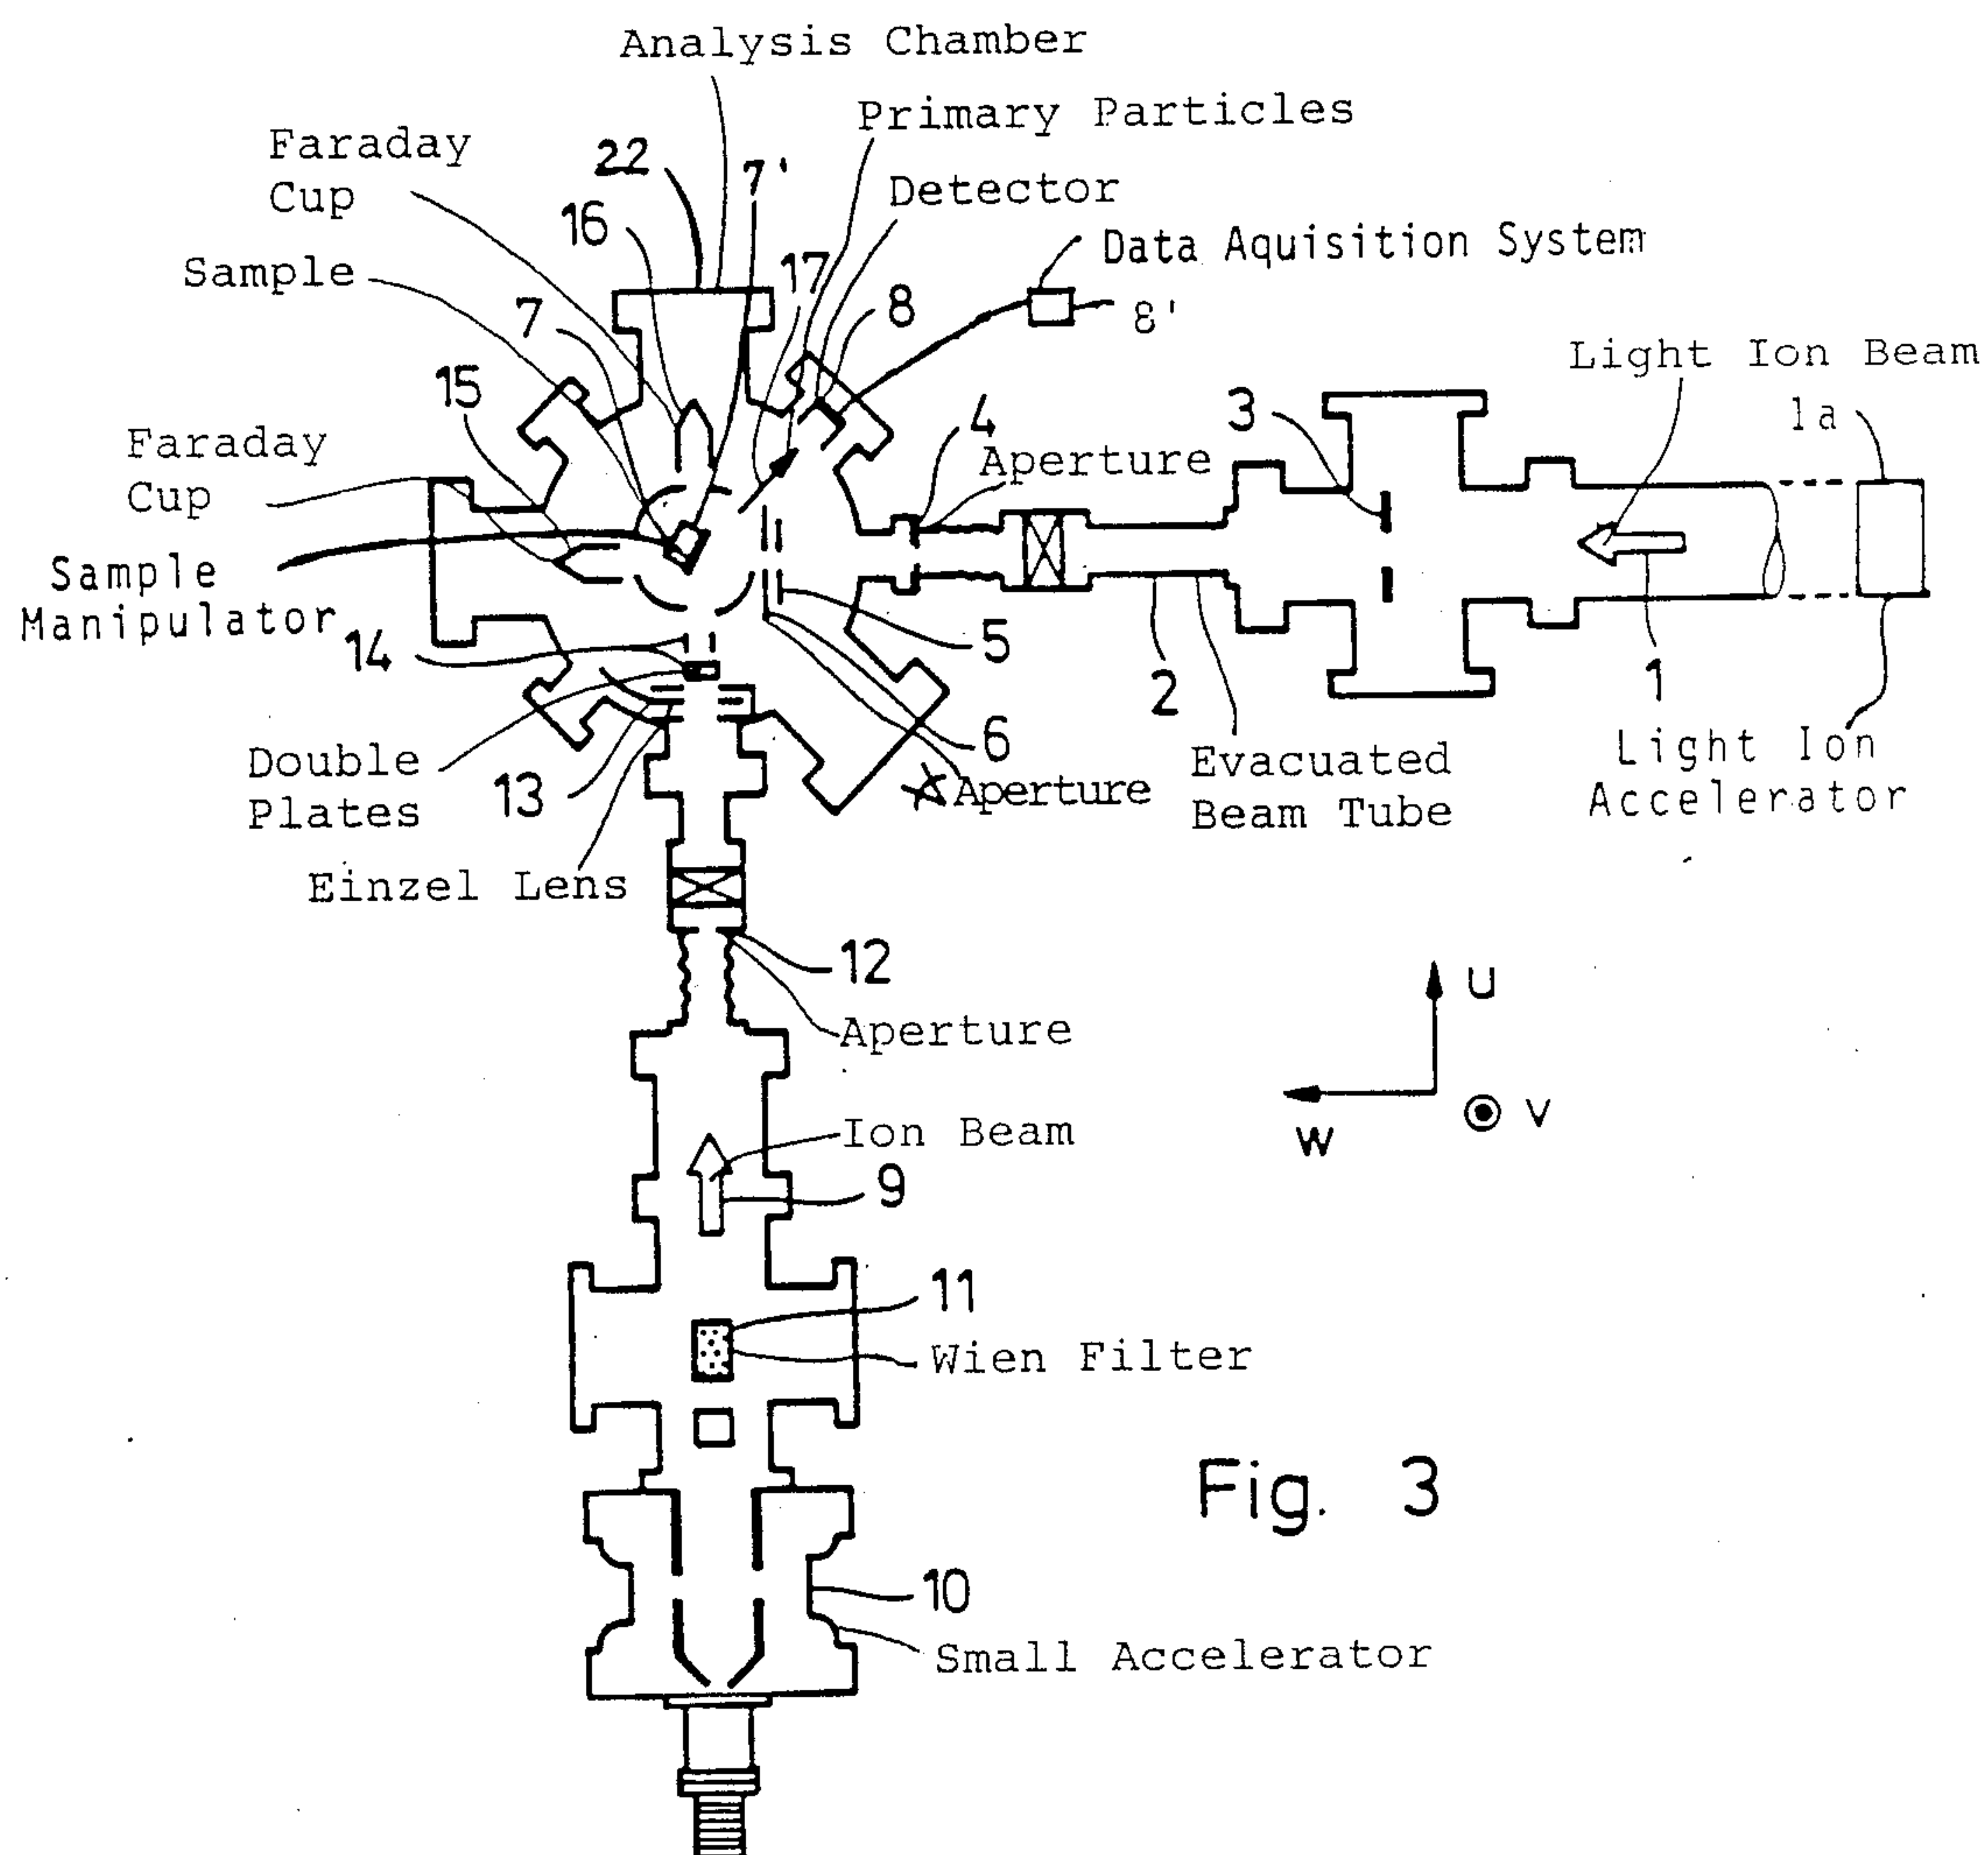 Analysis Chamber
Primary Particles
Faraday
Cup
22
7'
Detector
16
Data Aquisition System
Sample
17
7
8
8'
Light Ion Beam
15
3
1a
4
Faraday
Cup
Aperture
Sample
Manipulator
14
5
2
1
6
Double
Plates
13
Aperture
Evacuated
Beam Tube
Light Ion
Accelerator
Einzel Lens
12
Aperture
U
W
V
Ion Beam
9
11
Wien Filter
Fig. 3
10
Small Accelerator